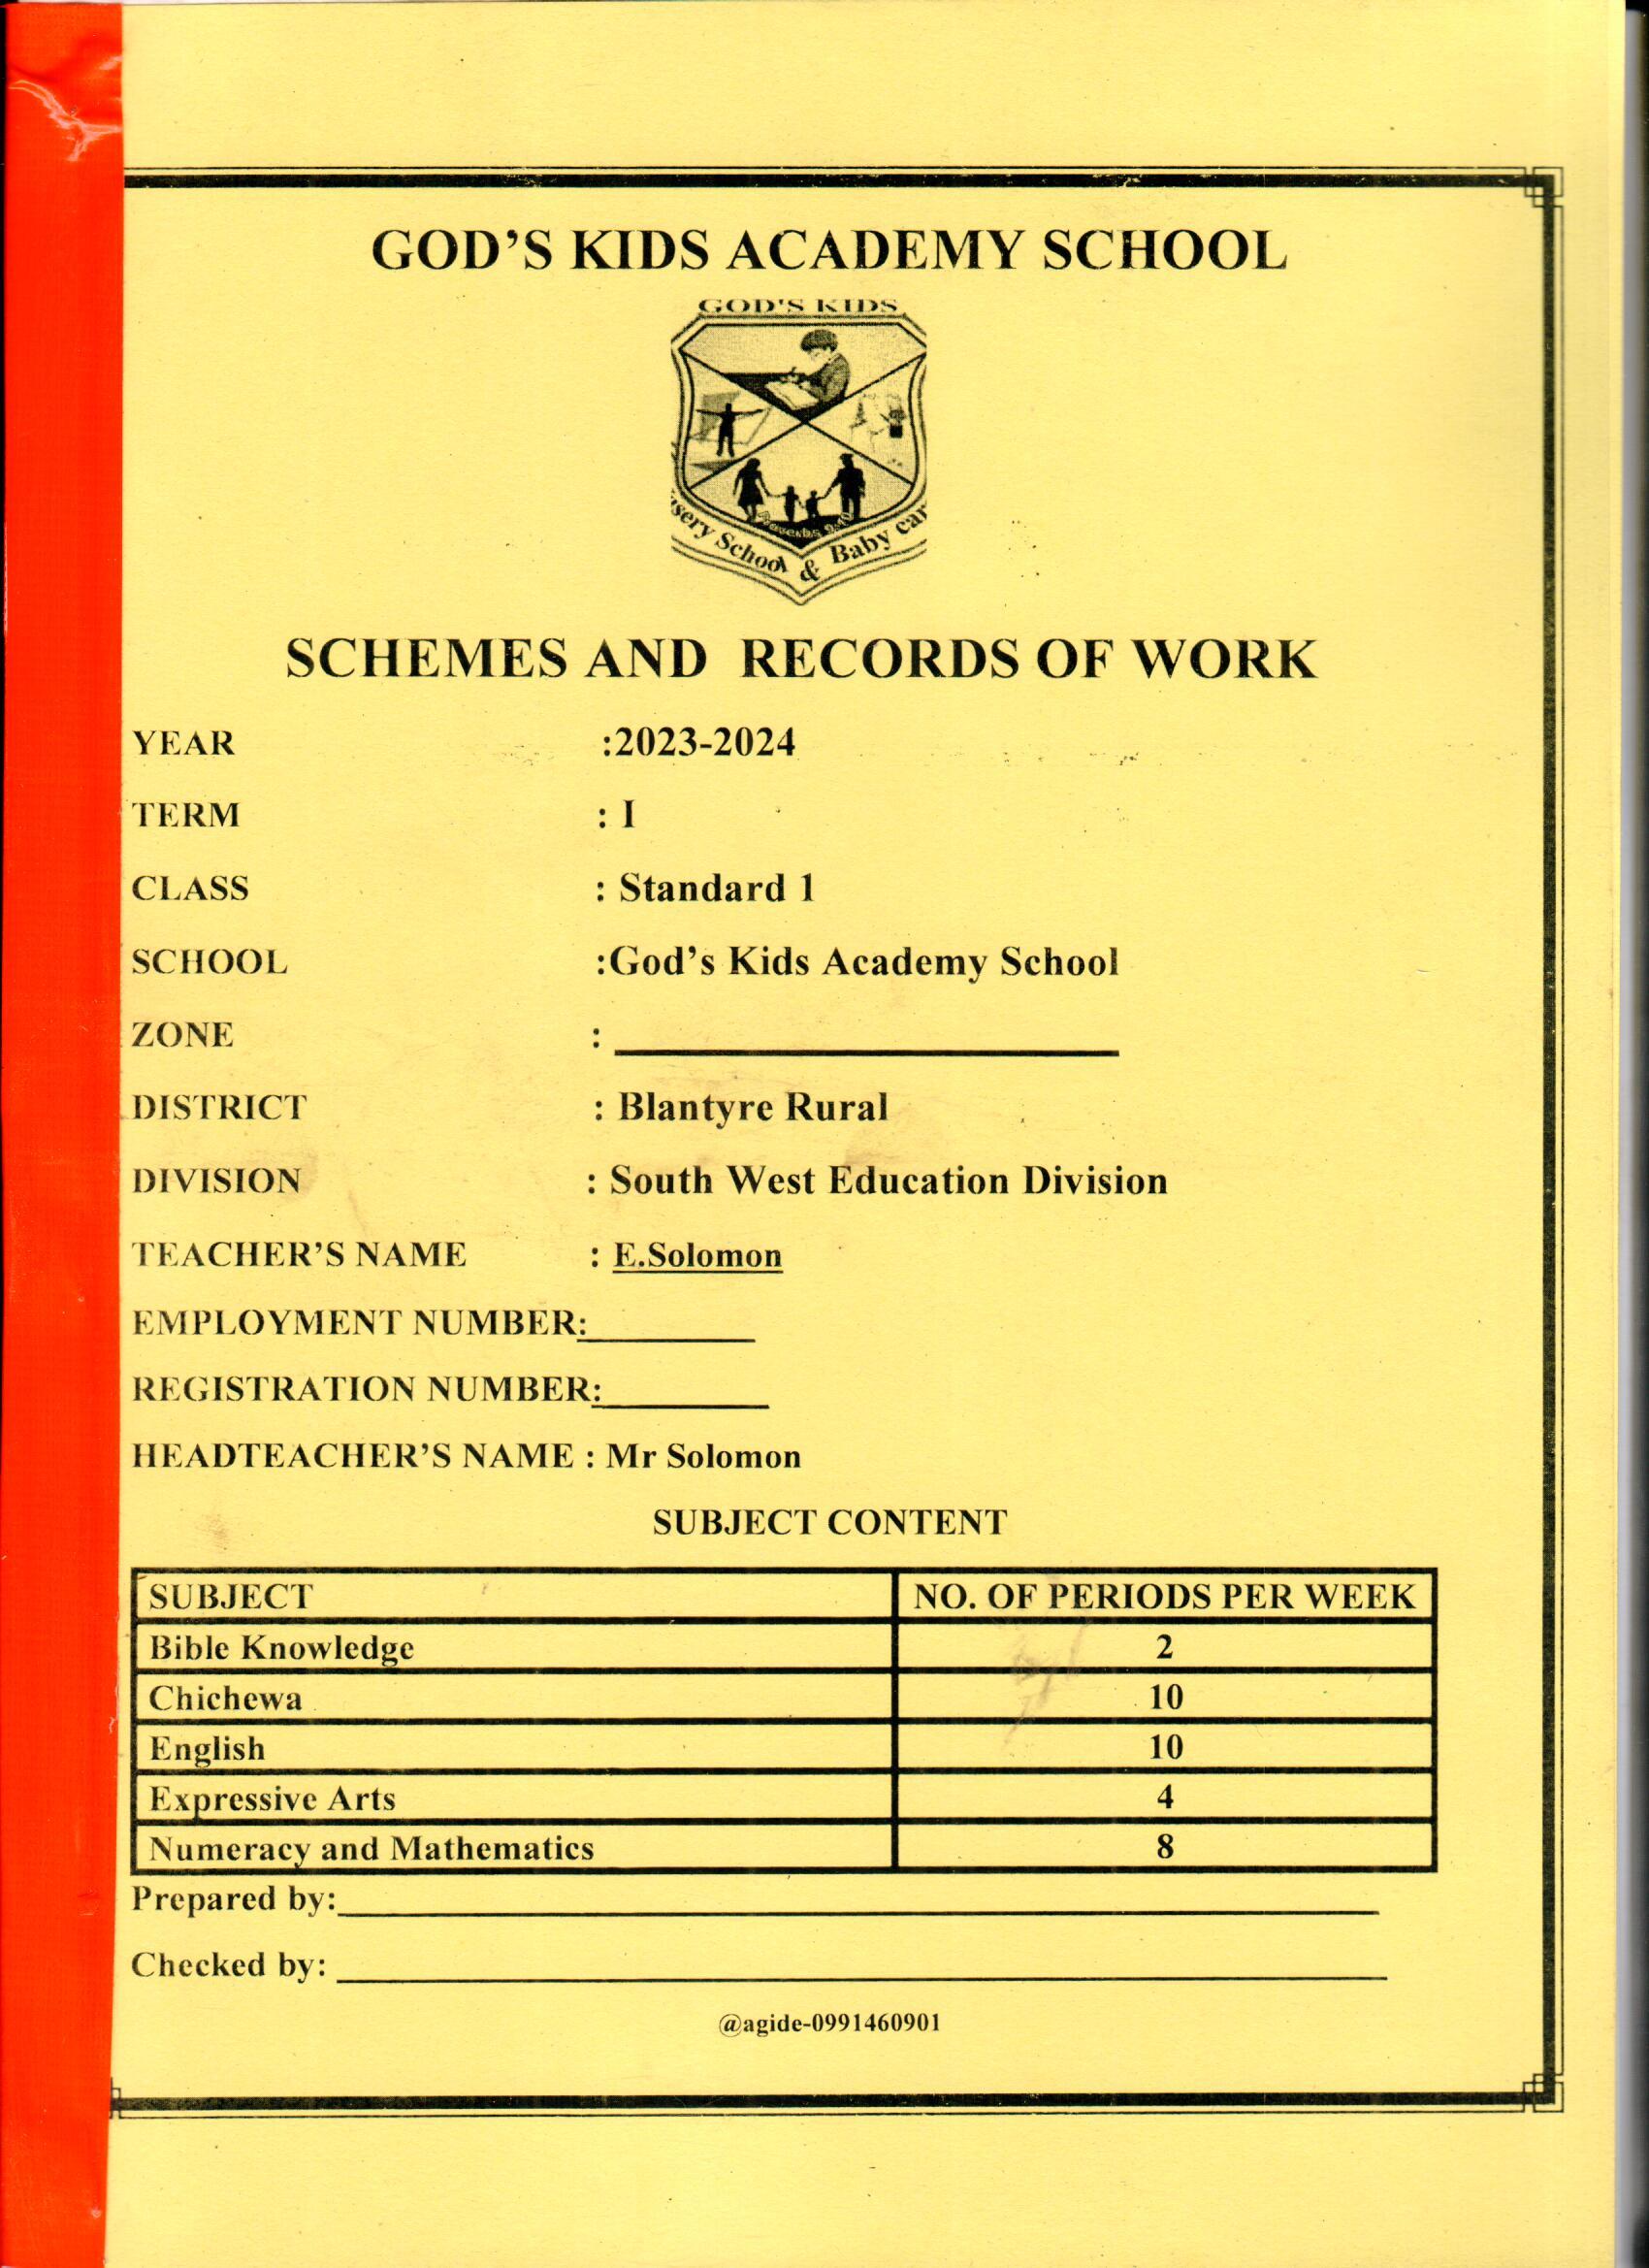 GOD'S KIDS ACADEMY SCHOOL
GOD'S KIDS
School & Baby
SCHEMES AND RECORDS OF WORK
YEAR :2023-2024
TERM : I
CLASS : Standard 1
SCHOOL :God's Kids Academy School
ZONE : ____________________
DISTRICT : Blantyre Rural
DIVISION : South West Education Division
TEACHER'S NAME : E.Solomon
EMPLOYMENT NUMBER:________
REGISTRATION NUMBER:________
HEADTEACHER'S NAME : Mr Solomon
SUBJECT CONTENT
SUBJECT NO. OF PERIODS PER WEEK
Bible Knowledge 2
Chichewa 10
English 10
Expressive Arts 4
Numeracy and Mathematics 8
Prepared by:____________________
Checked by: ____________________
@agide-0991460901